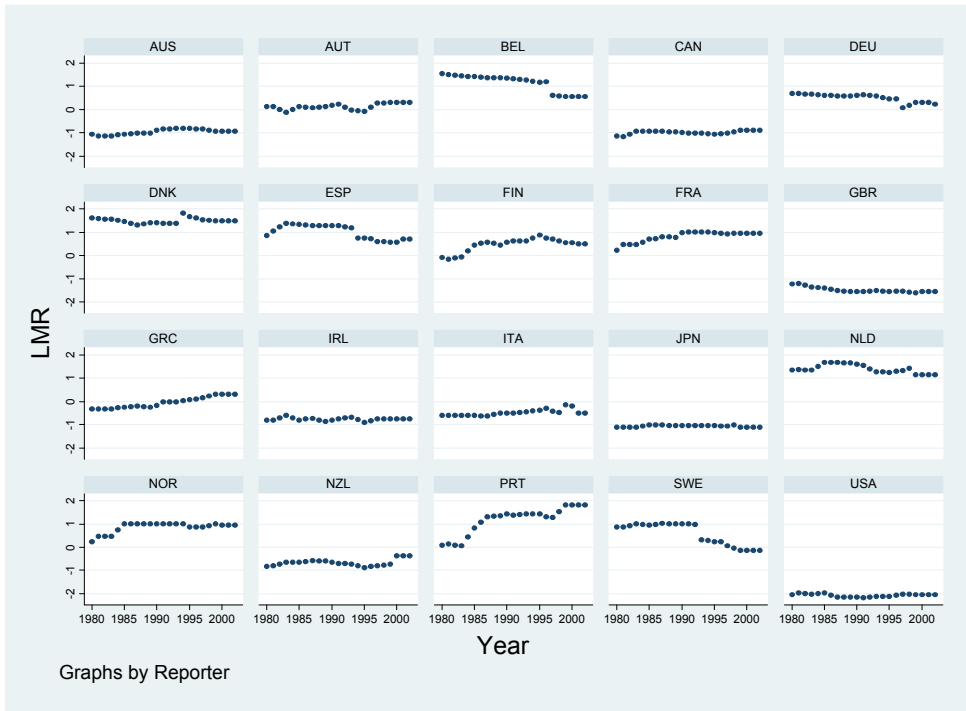 AUS AUT BEL CAN DEU
2
1
0
-1
-2
DNK ESP FIN FRA GBR
2
1
0
-1
-2
GRC IRL ITA JPN NLD
2
1
0
-1
-2
NOR NZL PRT SWE USA
2
1
0
-1
-2
1980 1985 1990 1995 2000 1980 1985 1990 1995 2000 1980 1985 1990 1995 2000 1980 1985 1990 1995 2000 1980 1985 1990 1995 2000
LMR
Year
Graphs by Reporter